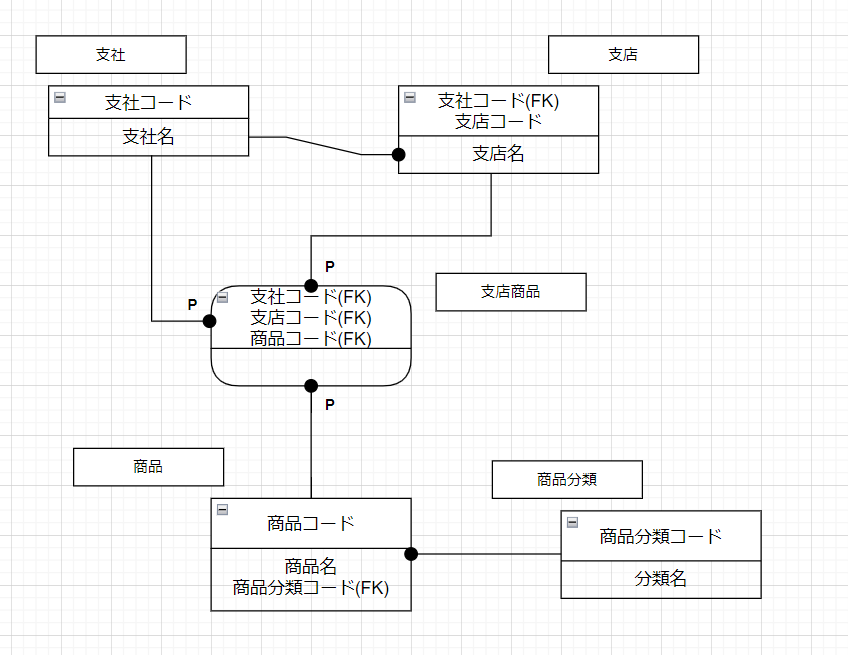 支社
支店
支社コード
支社名
支社コード(FK)
支店コード
支店名
P
支店商品
P
支社コード(FK)
支店コード(FK)
商品コード(FK)
P
商品
商品分類
商品コード
商品名
商品分類コード(FK)
商品分類コード
分類名